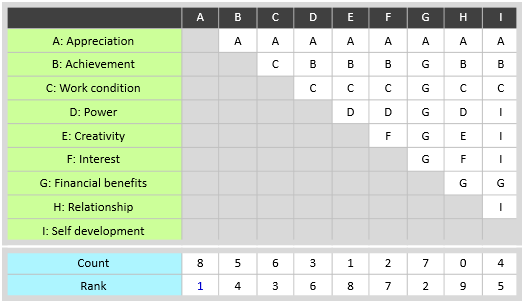 A B C D E F G H I
A: Appreciation A A A A A A A A
B: Achievement C B B B G B B
C: Work condition C C C G C C
D: Power D D G D I
E: Creativity F G E I
F: Interest G F I
G: Financial benefits G G
H: Relationship I
I: Self development
Count 8 5 6 3 1 2 7 0 4
Rank 1 4 3 6 8 7 2 9 5